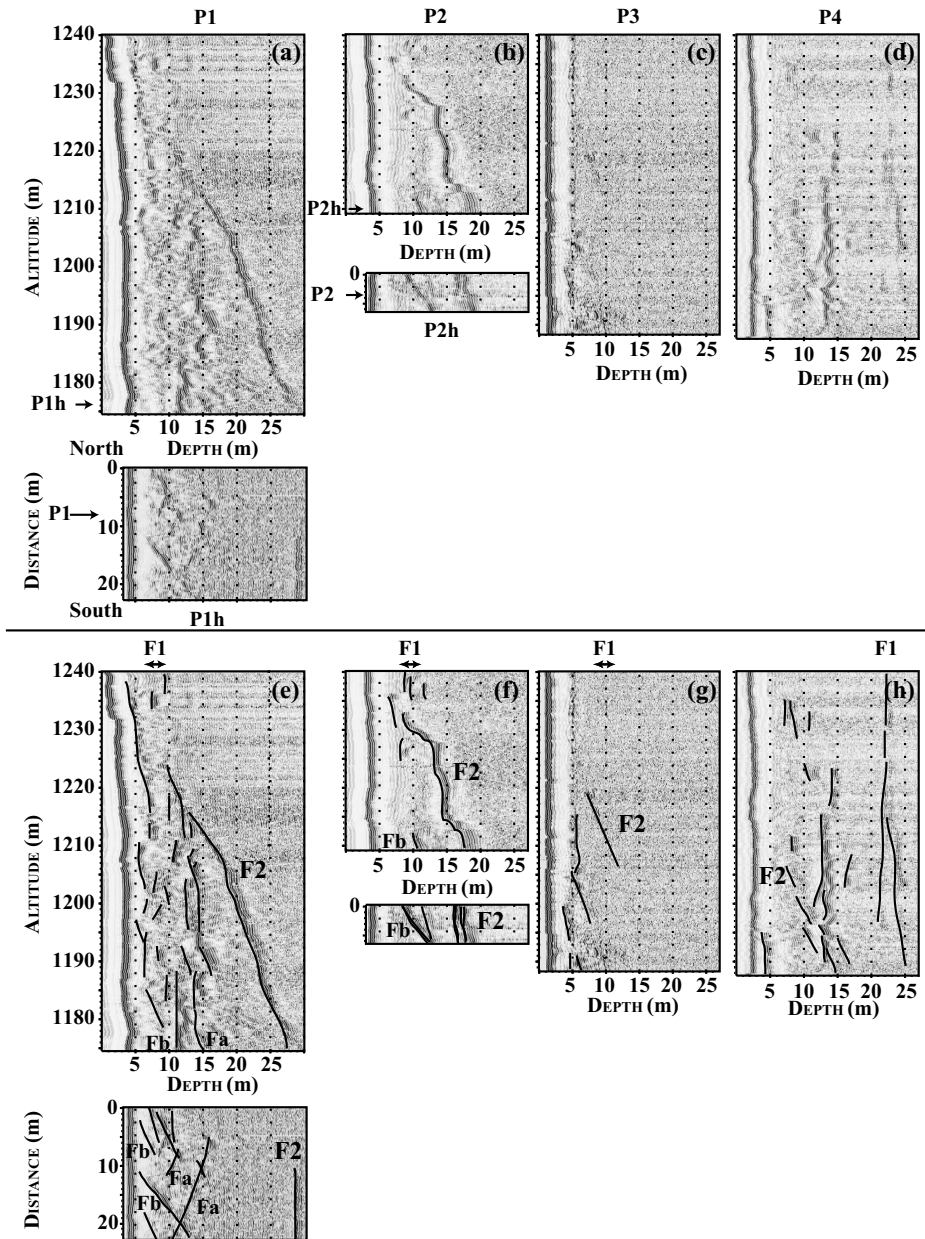 P1 P2 P3 P4
(a) (b) (c) (d)
ALTITUDE (m)
1240
1230
1220
1210
1200
1190
1180
P1h
5 10 15 20 25
DEPTH (m)
P2h
5 10 15 20 25
DEPTH (m)
0
P2
P2h
5 10 15 20 25
DEPTH (m)
5 10 15 20 25
DEPTH (m)
North
DISTANCE (m)
0
P1
10
20
South
P1h
F1 F1 F1 F1
(e) (f) (g) (h)
ALTITUDE (m)
1240
1230
1220
1210
1200
1190
1180
F2
Fb Fa
5 10 15 20 25
DEPTH (m)
F2
Fb
5 10 15 20 25
DEPTH (m)
0
Fb F2
F2
5 10 15 20 25
DEPTH (m)
F2
5 10 15 20 25
DEPTH (m)
DISTANCE (m)
0
10
20
Fb
Fa
F2
Fb
Fa